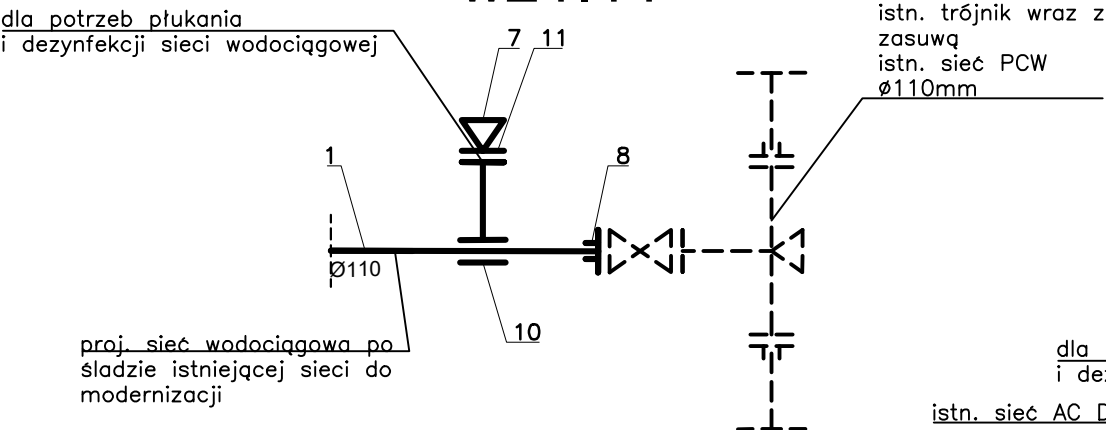 dla potrzeb płukania
i dezynfekcji sieci wodociągowej
7 11
istn. trójnik wraz z
zasuwą
istn. sieć PCW
ø110mm
1
8
Ø110
10
proj. sieć wodociągowa po
śladzie istniejącej sieci do
modernizacji
dla
i
istn. sieć AC